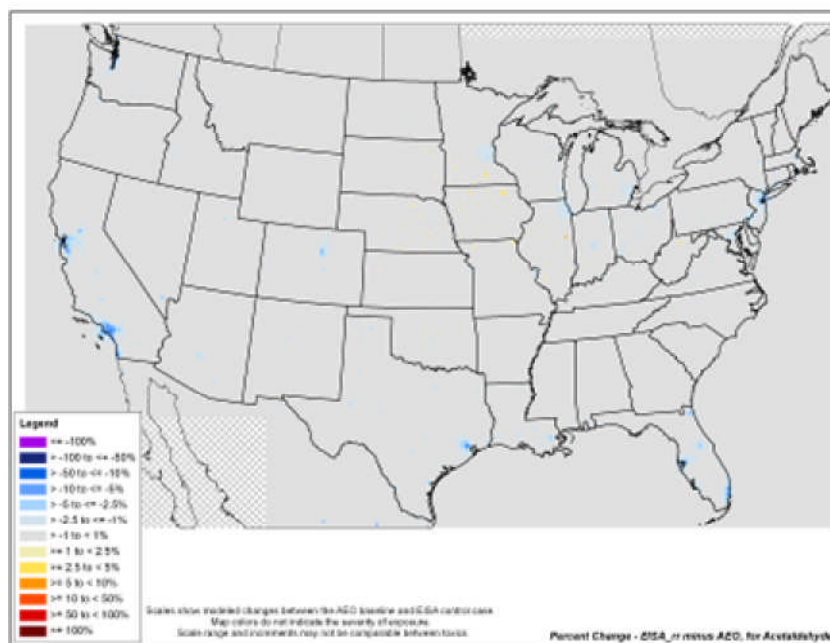 Legend
<= -100%
> -100 to <= -50%
> -50 to <= -10%
> -10 to <= -5%
> -5 to <= -2.5%
> -2.5 to <= -1%
> -1 to < 1%
>= 1 to < 2.5%
>= 2.5 to < 5%
>= 5 to < 10%
>= 10 to < 50%
>= 50 to < 100%
>= 100%
Scales show modeled changes between the AEO baseline and EISA control case
Map colors do not indicate the severity of exposure.
Scale range and increments may not be comparable between toxics
Percent Change - EISA_rr minus AEO, for Acetaldehy